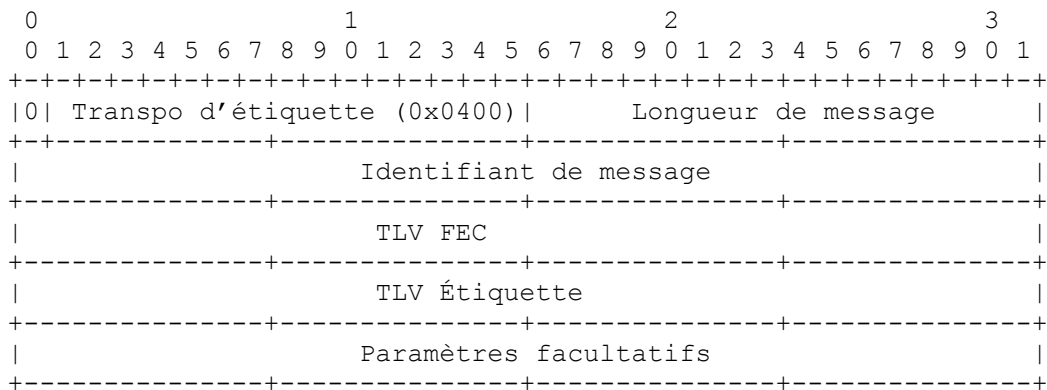 0                   1                   2                   3
 0 1 2 3 4 5 6 7 8 9 0 1 2 3 4 5 6 7 8 9 0 1 2 3 4 5 6 7 8 9 0 1
+-+-+-+-+-+-+-+-+-+-+-+-+-+-+-+-+-+-+-+-+-+-+-+-+-+-+-+-+-+-+-+-+
|0| Transpo d’étiquette (0x0400)|      Longueur de message      |
+-+-------------+---------------+---------------+---------------+
|                     Identifiant de message                    |
+---------------+---------------+---------------+---------------+
|                      TLV FEC                                  |
+---------------+---------------+---------------+---------------+
|                      TLV Étiquette                            |
+---------------+---------------+---------------+---------------+
|                     Paramètres facultatifs                    |
+---------------+---------------+---------------+---------------+